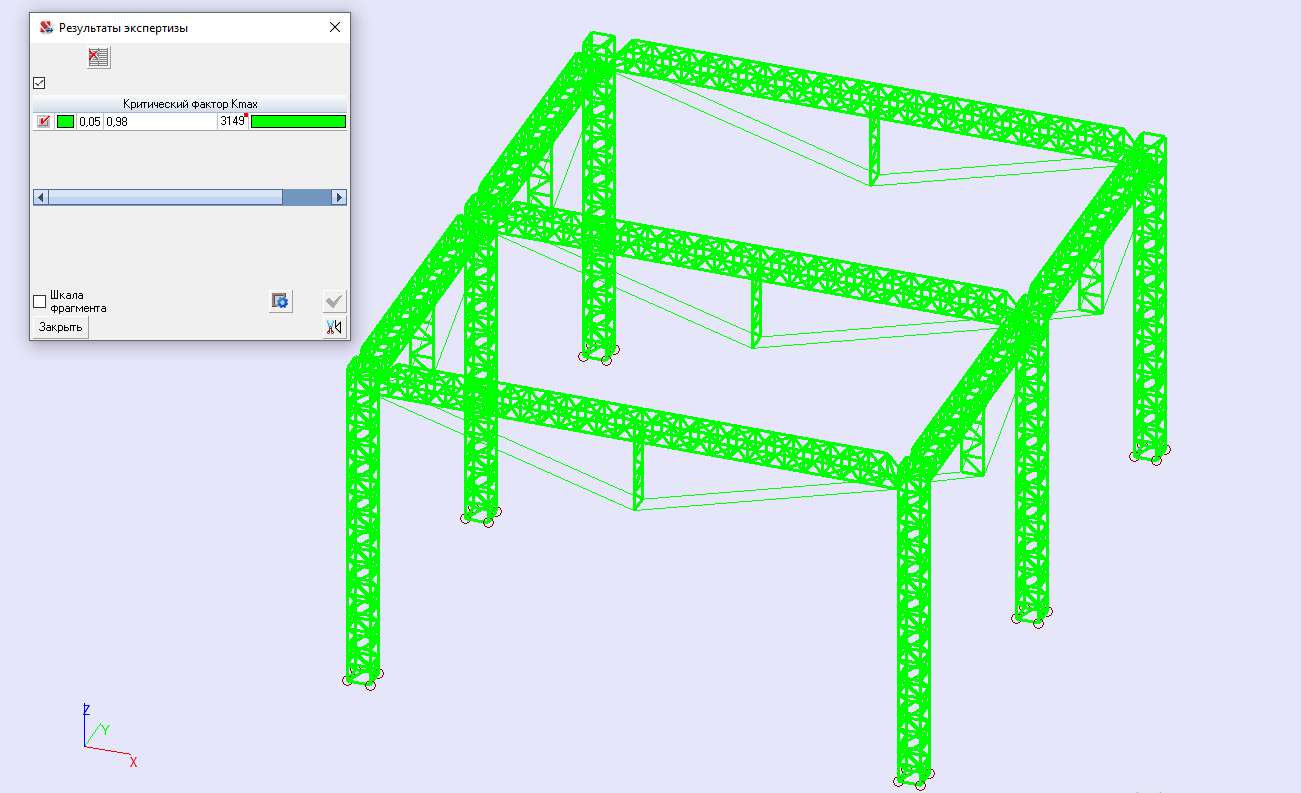 Результаты экспертизы
Критический фактор Kmax
0,05 0,98 3149
Шкала
фрагмента
Закрыть
Z
Y
X